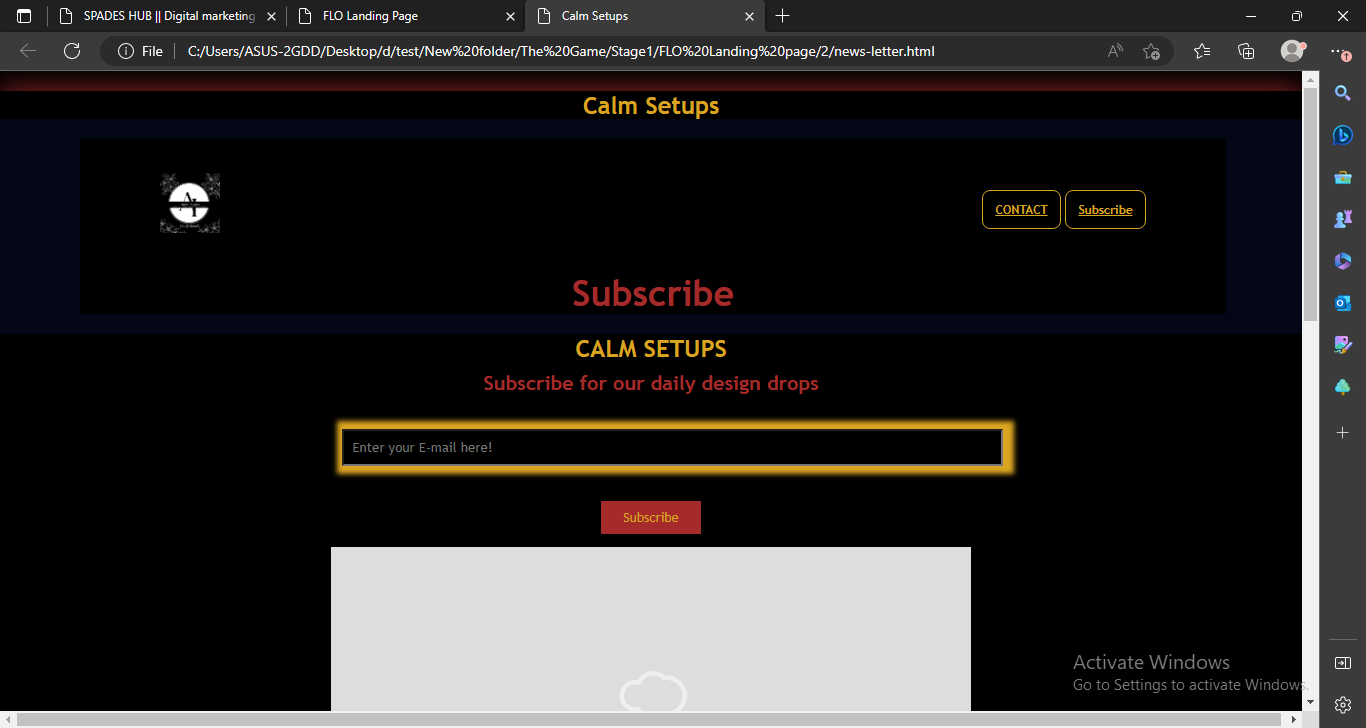 SPADES HUB || Digital marketing
FLO Landing Page
Calm Setups
File
C:/Users/ASUS-2GDD/Desktop/d/test/New%20folder/The%20Game/Stage1/FLO%20Landing%20page/2/news-letter.html
Calm Setups
CONTACT
Subscribe
Subscribe
CALM SETUPS
Subscribe for our daily design drops
Enter your E-mail here!
Subscribe
Activate Windows
Go to Settings to activate Windows.